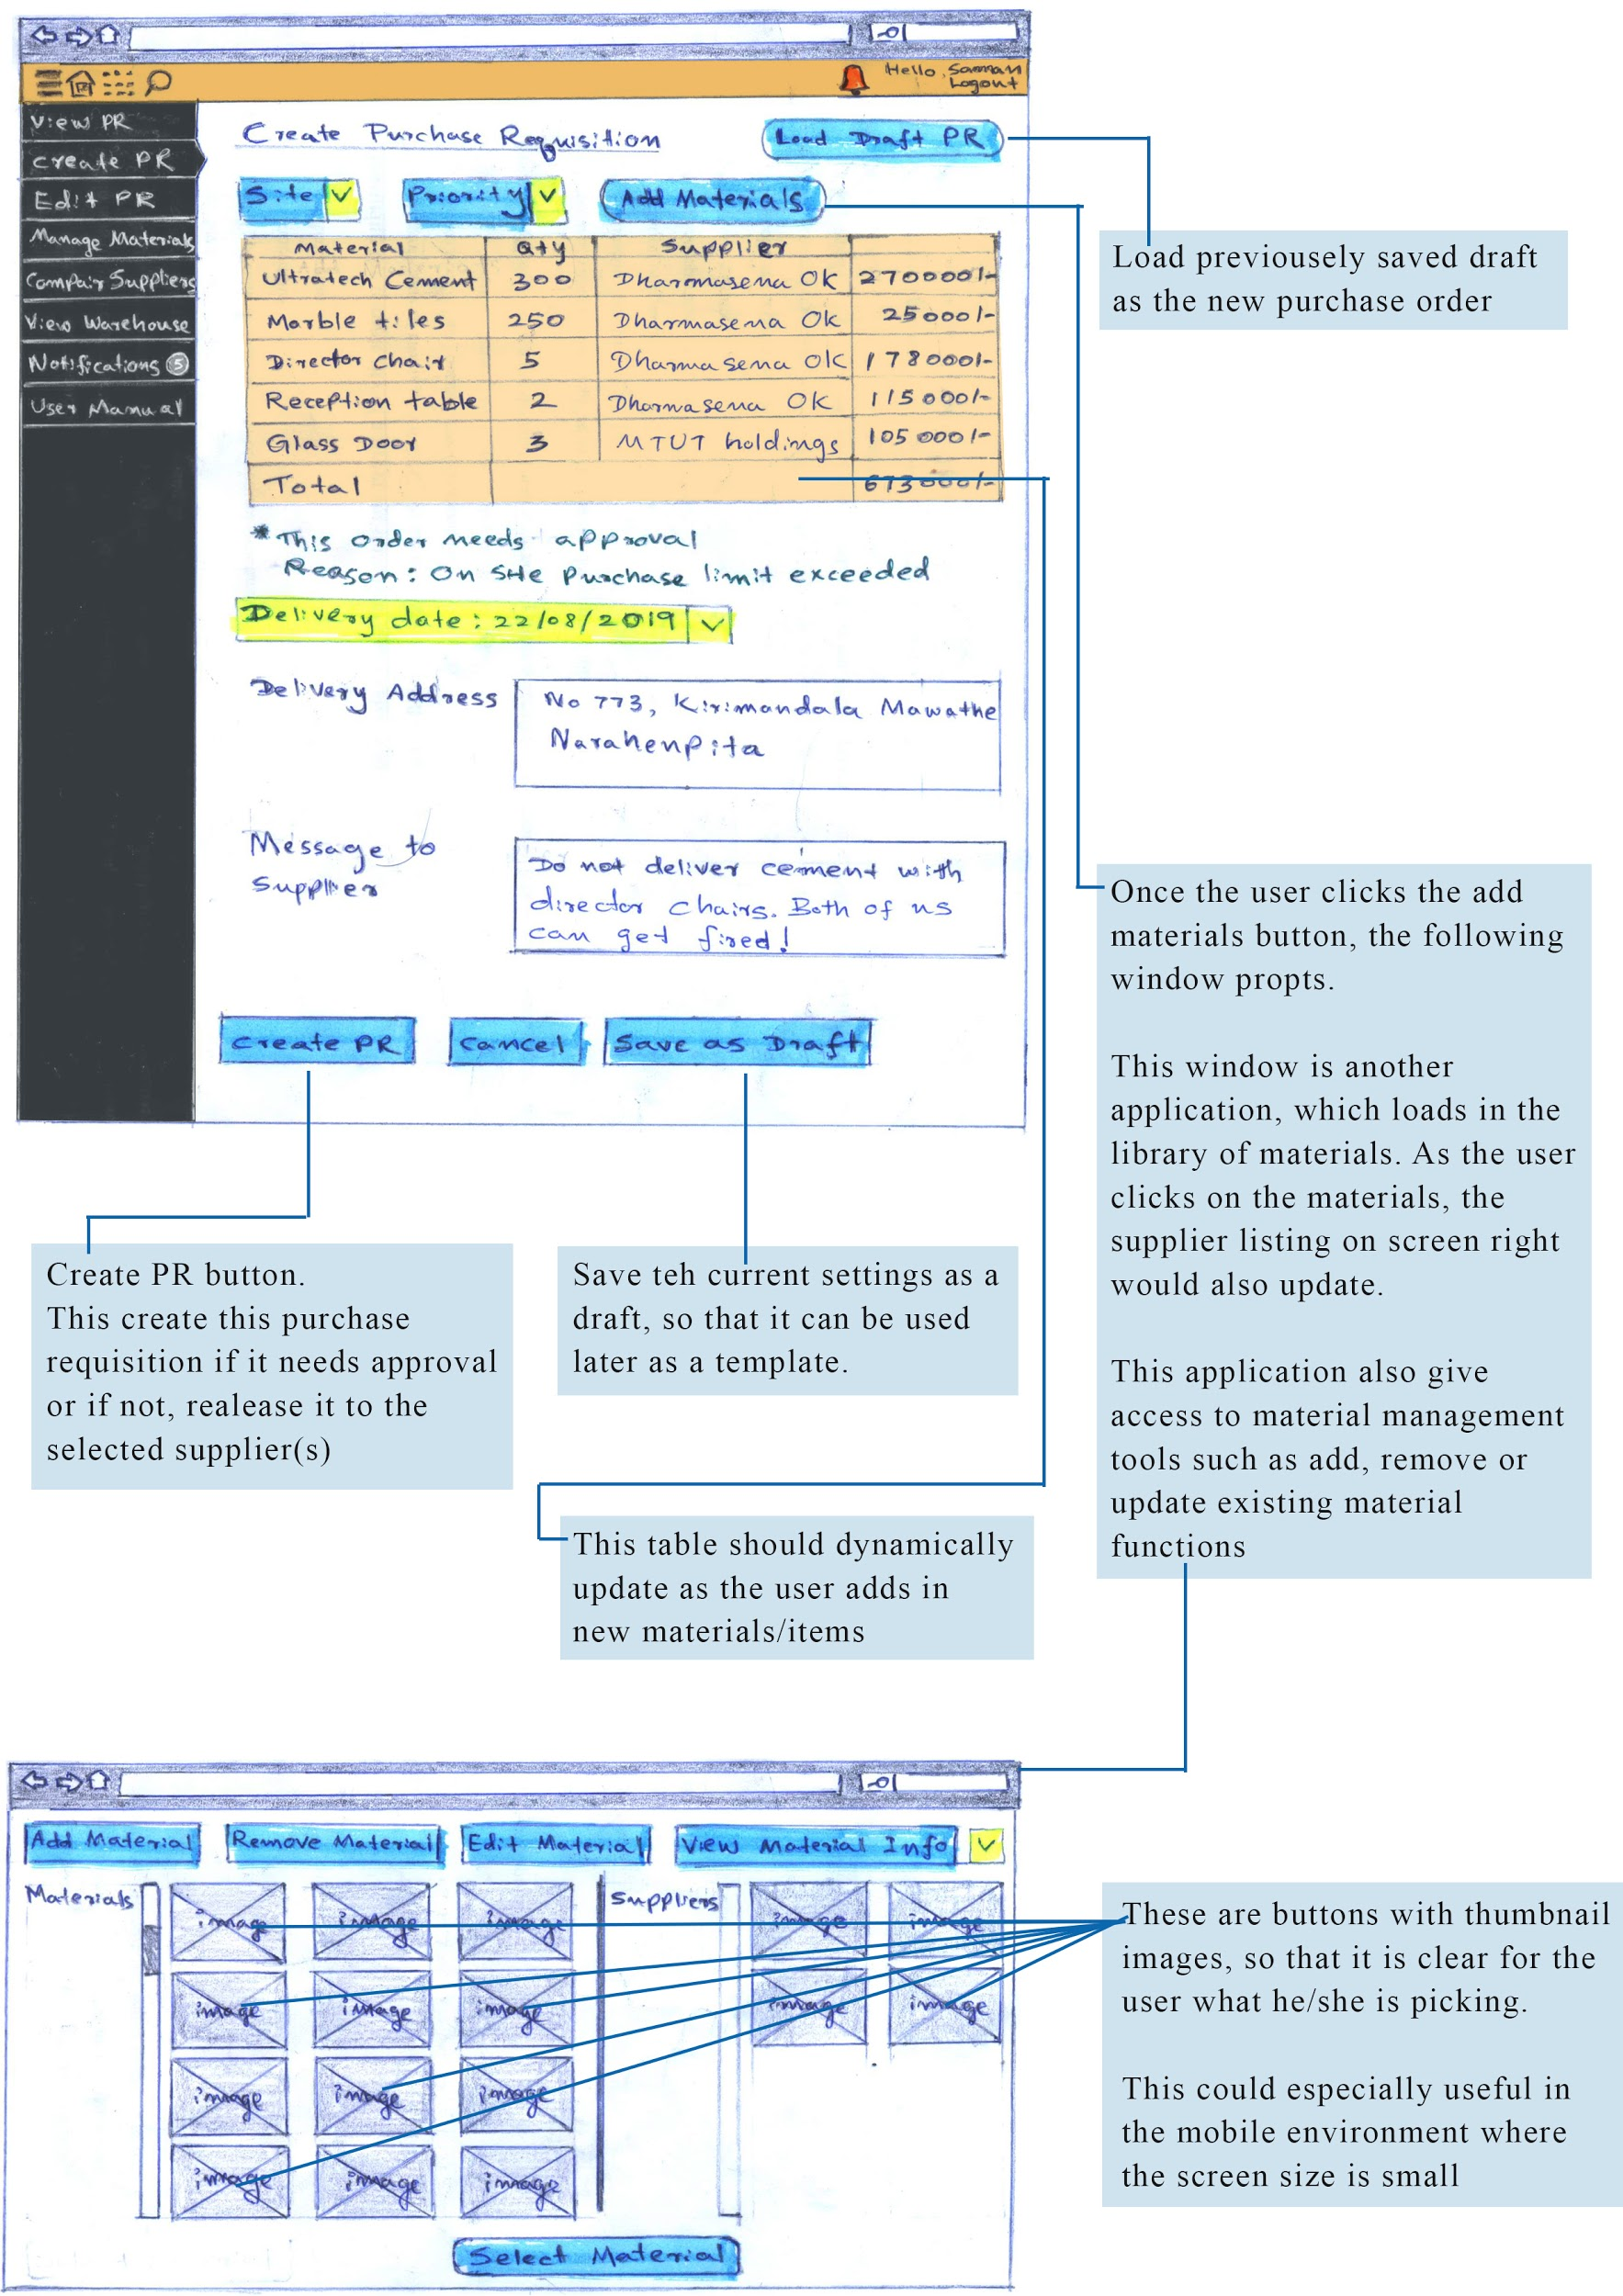 Hello, Saman
Logout
View PR
Create PR
Edit PR
Manage Materials
Compair Suppliers
View Warehouse
Notifications 5
User Manual
Create Purchase Requisition
Load Draft PR
Site
Priority
Add Materials
Material Qty Supplier
Ultratech Cement 300 Dharmasena OK 270000/-
Marble tiles 250 Dharmasena Ok 25000/-
Director Chair 5 Dharmasena OK 178000/-
Reception table 2 Dharmasena OK 115000/-
Glass Door 3 MTUT holdings 105000/-
Total 673000/-
*This order needs approval
Reason: On Site Purchase limit exceeded
Delivery date: 22/08/2019
Delivery Address
No 773, Kirimandala Mawathe
Narahenpita
Message to
Supplier
Do not deliver cement with
director chairs. Both of us
can get fired!
Create PR
Cancel
Save as Draft
Load previousely saved draft
as the new purchase order
Once the user clicks the add
materials button, the following
window propts.
This window is another
application, which loads in the
library of materials. As the user
clicks on the materials, the
supplier listing on screen right
would also update.
This application also give
access to material management
tools such as add, remove or
update existing material
functions
Create PR button.
This create this purchase
requisition if it needs approval
or if not, realease it to the
selected supplier(s)
Save teh current settings as a
draft, so that it can be used
later as a template.
This table should dynamically
update as the user adds in
new materials/items
Add Material
Remove Material
Edit Material
View Material Info
Materials
image image image
image image image
image image image
image image image
Suppliers
image image
image image
Select Material
These are buttons with thumbnail
images, so that it is clear for the
user what he/she is picking.
This could especially useful in
the mobile environment where
the screen size is small